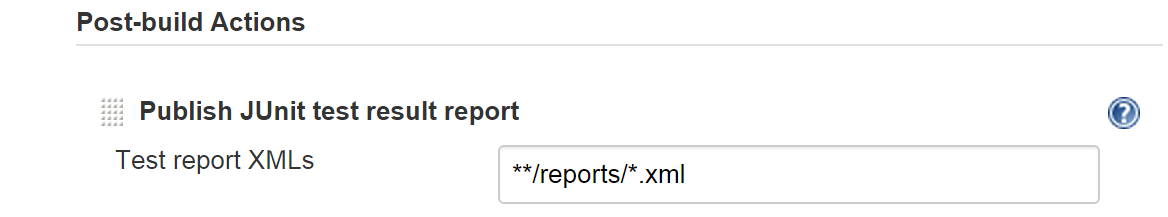 Post-build Actions
Publish JUnit test result report
?
Test report XMLs
**/reports/*.xml